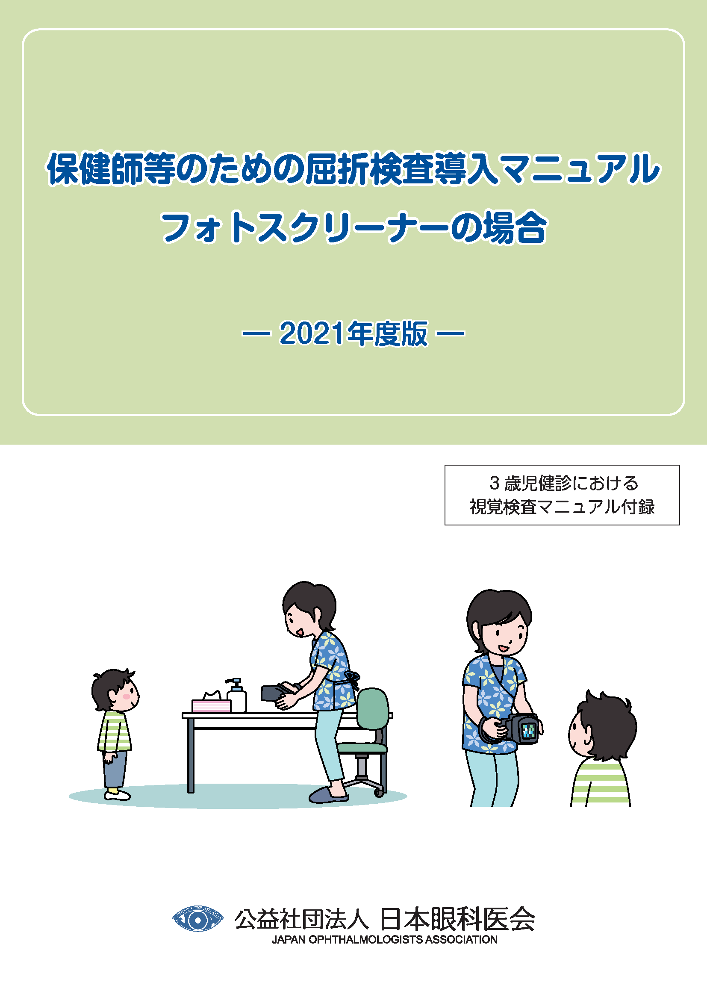 保健師等のための屈折検査導入マニュアル
フォトスクリーナーの場合
― 2021年度版 ―
3歳児健診における
視覚検査マニュアル付録
公益社団法人 日本眼科医会
JAPAN OPHTHALMOLOGISTS ASSOCIATION